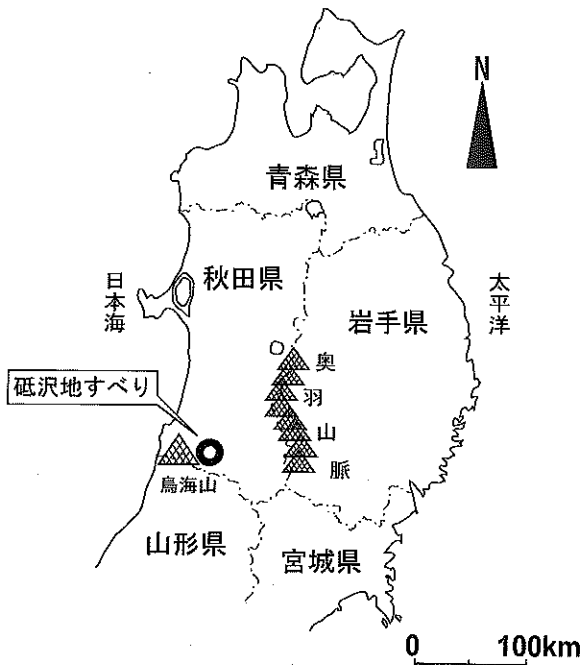 N
青森県
秋田県
日本海
太平洋
岩手県
奥羽山脈
砥沢地すべり
鳥海山
山形県
宮城県
0 100km